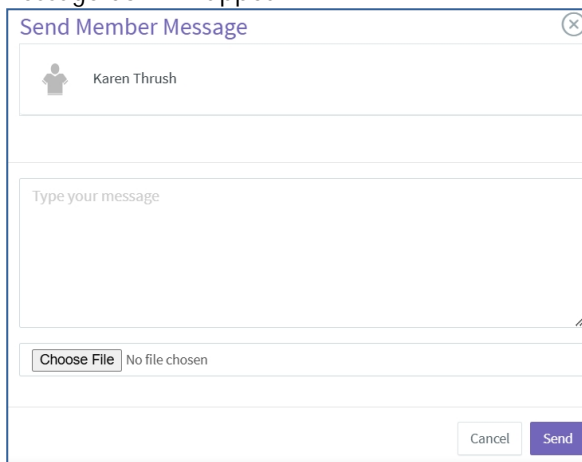 Send Member Message
Karen Thrush
Type your message
Choose File No file chosen
Cancel Send